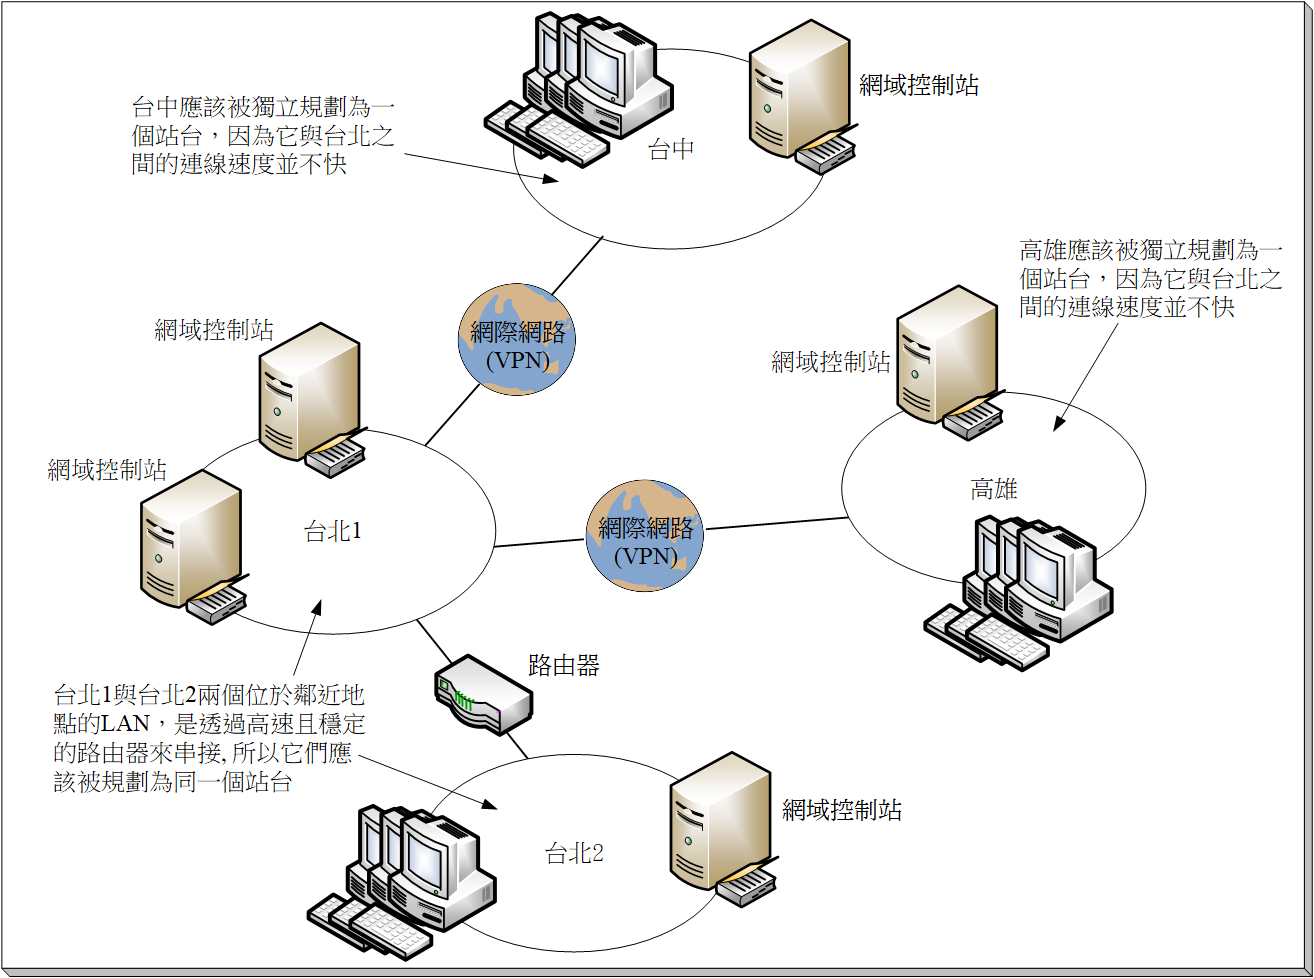 網域控制站
台中應該被獨立規劃為一
個站台，因為它與台北之
間的連線速度並不快
台中
高雄應該被獨立規劃為一
個站台，因為它與台北之
間的連線速度並不快
網際網路
(VPN)
網域控制站
網域控制站
網域控制站
台北1
高雄
網際網路
(VPN)
路由器
台北1與台北2兩個位於鄰近地
點的LAN，是透過高速且穩定
的路由器來串接, 所以它們應
該被規劃為同一個站台
網域控制站
台北2